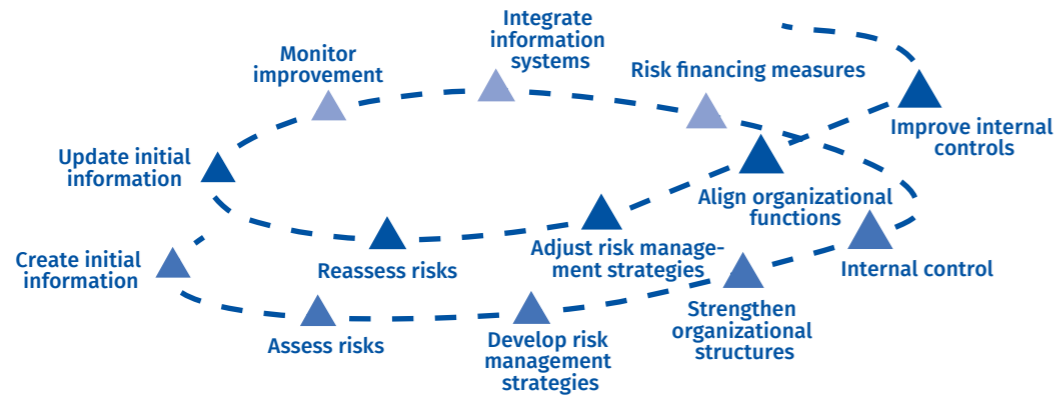 Integrate
information
systems
Monitor
improvement
Risk financing measures
Improve internal
controls
Update initial
information
Align organizational
functions
Create initial
information
Reassess risks
Adjust risk manage-
ment strategies
Internal control
Assess risks
Develop risk
management
strategies
Strengthen
organizational
structures